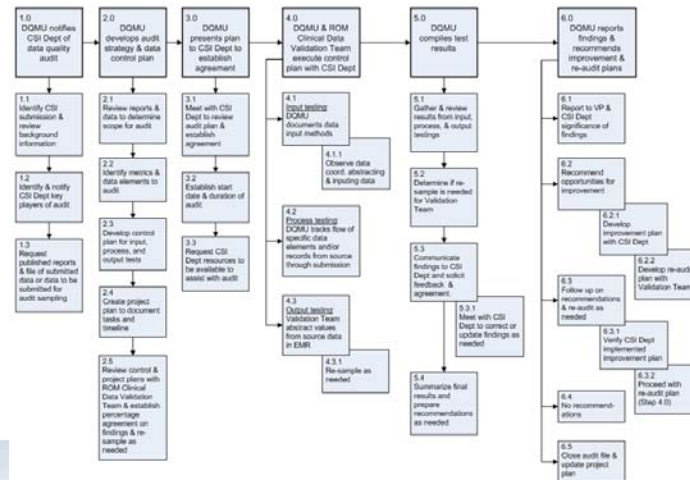 1.0
DQMU notifies
CSI Dept of
data quality
audit
1.1
Identify CSI
submission &
review
background
information
1.2
Identify & notify
CSI Dept key
players of audit
1.3
Request
published reports
& file of submitted
data or data to be
submitted for
audit sampling
2.0
DQMU
develops audit
strategy & data
control plan
2.1
Review reports &
data to determine
scope for audit
2.2
Identify metrics &
data elements to
audit
2.3
Develop control
plan for input,
process, and
output tests
2.4
Create project
plan to document
tasks and
timeline
2.5
Review control &
project plans with
ROM Clinical
Data Validation
Team & establish
percentage
agreement on
findings & re-
sample as
needed
3.0
DQMU
presents plan
to CSI Dept to
establish
agreement
3.1
Meet with CSI
Dept to review
audit plan &
establish
agreement
3.2
Establish start
date & duration of
audit
3.3
Request CSI
Dept resources to
be available to
assist with audit
4.0
DQMU & ROM
Clinical Data
Validation Team
execute control
plan with CSI Dept
4.1
Input testing:
DQMU
documents data
input methods
4.1.1
Observe data
coord. abstracting
& inputing data
4.2
Process testing:
DQMU tracks flow of
specific data
elements and/or
records from source
through submission
4.3
Output testing:
Validation Team
abstract values
from source data
in EMR
4.3.1
Re-sample as
needed
5.0
DQMU
compiles test
results
5.1
Gather & review
results from input,
process, & output
testings
5.2
Determine if re-
sample is needed
for Validation
Team
5.3
Communicate
findings to CSI
Dept and solicit
feedback &
agreement.
5.3.1
Meet with CSI
Dept to correct or
update findings as
needed
5.4
Summarize final
results and
prepare
recommendations
as needed
6.0
DQMU reports
findings &
recommends
improvement &
re-audit plans
6.1
Report to VP &
CSI Dept
significance of
findings
6.2
Recommend
opportunities for
improvement
6.2.1
Develop
improvement plan
with CSI Dept
6.2.2
Develop re-audit
plan with
Validation Team
6.3
Follow up on
recommendations
& re-audit as
needed
6.3.1
Verify CSI Dept
implemented
improvement plan
6.3.2
Proceed with
re-audit plan
(Step 4.0)
6.4
No recommend-
ations
6.5
Close audit file &
update project
plan